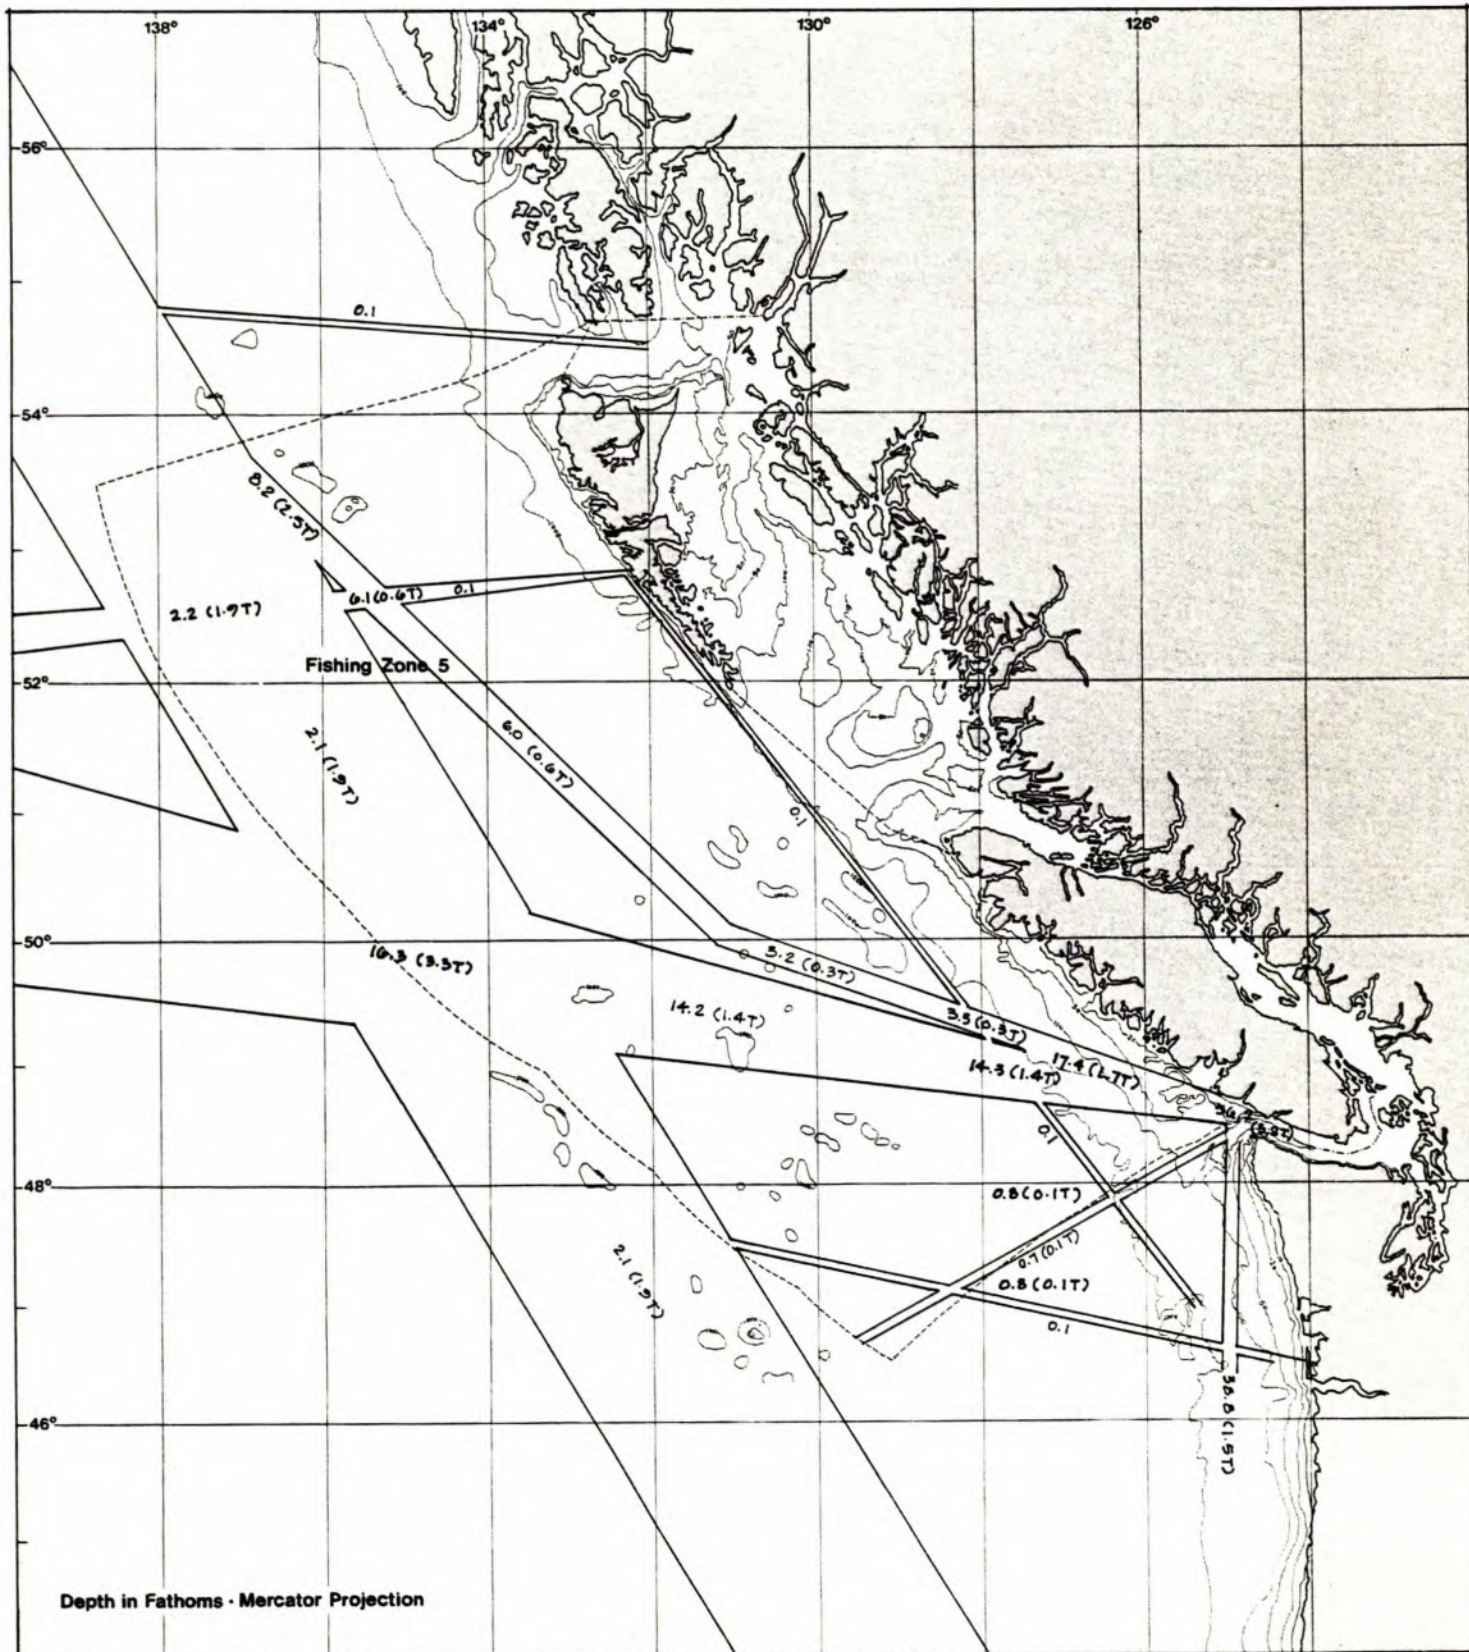 138° 134° 130° 126°
56°
0.1
54°
8.2 (2.5T)
6.1 (0.6T) 0.1
2.2 (1.9T)
Fishing Zone 5
52°
6.0 (0.6T)
2.1 (1.9T)
0.1
50°
16.3 (3.3T)
3.2 (0.3T)
14.2 (1.4T)
3.5 (0.3T)
14.3 (1.4T)
17.4 (1.7T)
0.1
48°
0.8 (0.1T)
0.7 (0.1T)
0.8 (0.1T)
2.1 (1.9T)
0.1
46°
38.8 (1.5T)
Depth in Fathoms · Mercator Projection